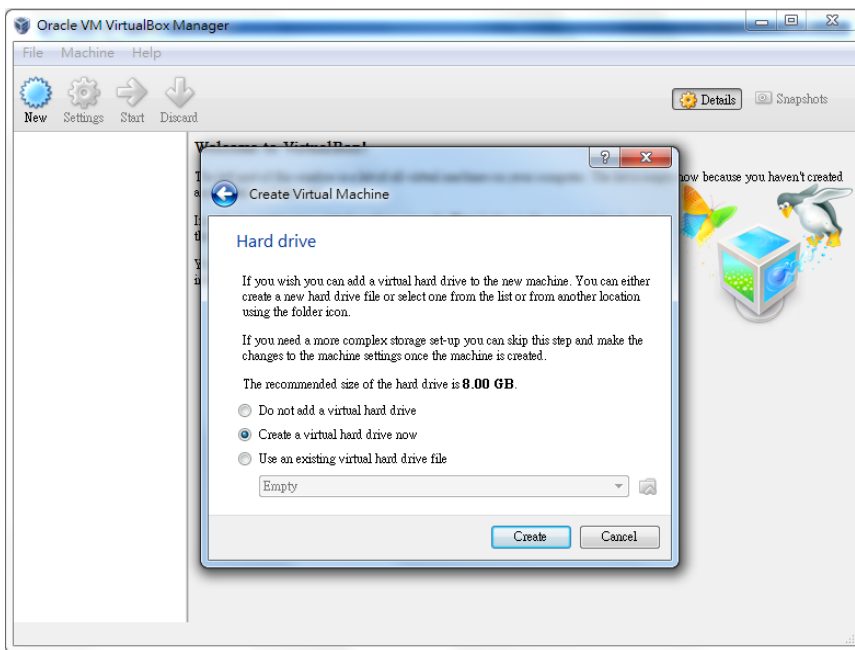 Oracle VM VirtualBox Manager
File Machine Help
New Settings Start Discard
Details Snapshots
Welcome to VirtualBox!
now because you haven't created
Create Virtual Machine
Hard drive
If you wish you can add a virtual hard drive to the new machine. You can either
create a new hard drive file or select one from the list or from another location
using the folder icon.
If you need a more complex storage set-up you can skip this step and make the
changes to the machine settings once the machine is created.
The recommended size of the hard drive is 8.00 GB.
Do not add a virtual hard drive
Create a virtual hard drive now
Use an existing virtual hard drive file
Empty
Create Cancel